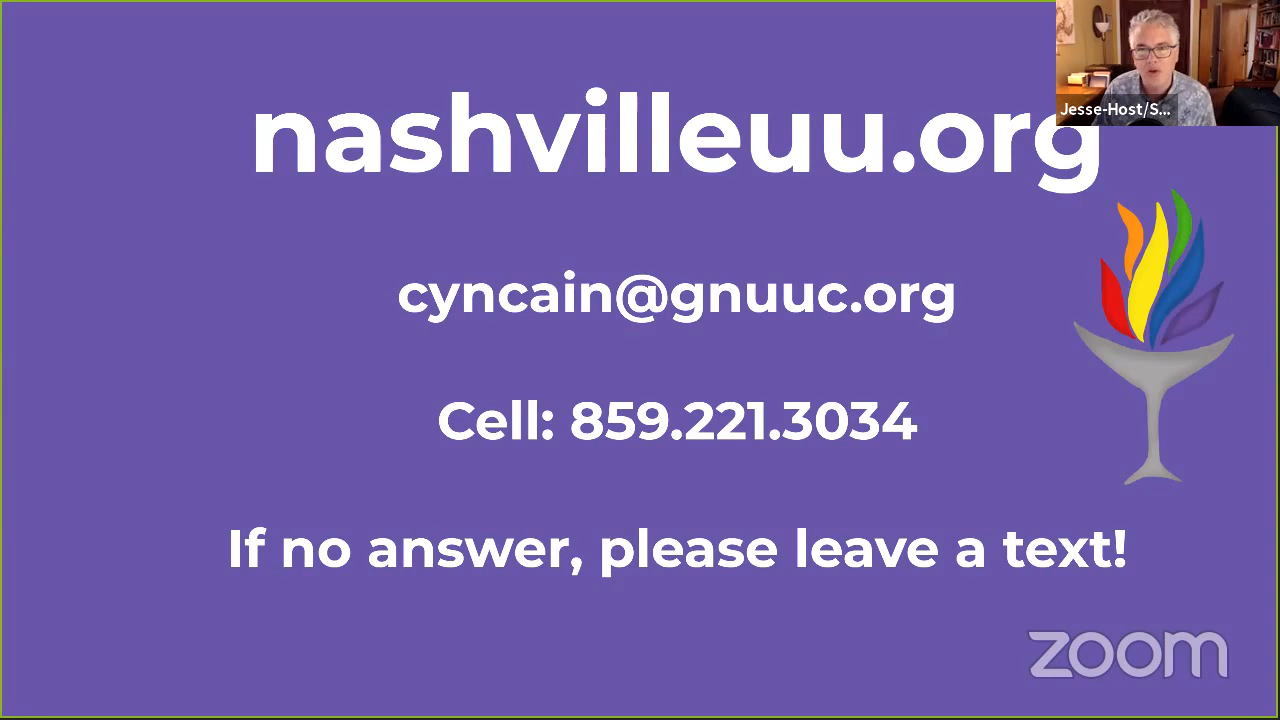 nashvilleuu.org
Jesse-Host/S...
cyncain@gnuuc.org
Cell: 859.221.3034
If no answer, please leave a text!
zoom